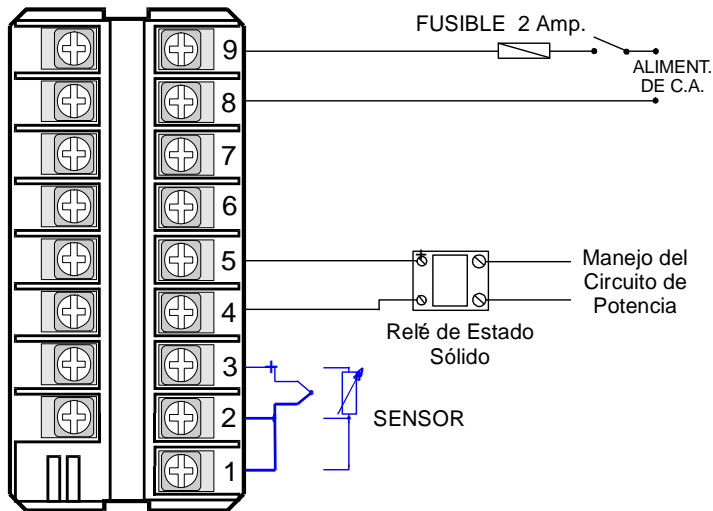 FUSIBLE 2 Amp.
9
ALIMENT.
DE C.A.
8
7
6
5
+
Manejo del
Circuito de
Potencia
4
-
Relé de Estado
Sólido
3
+
2
SENSOR
1